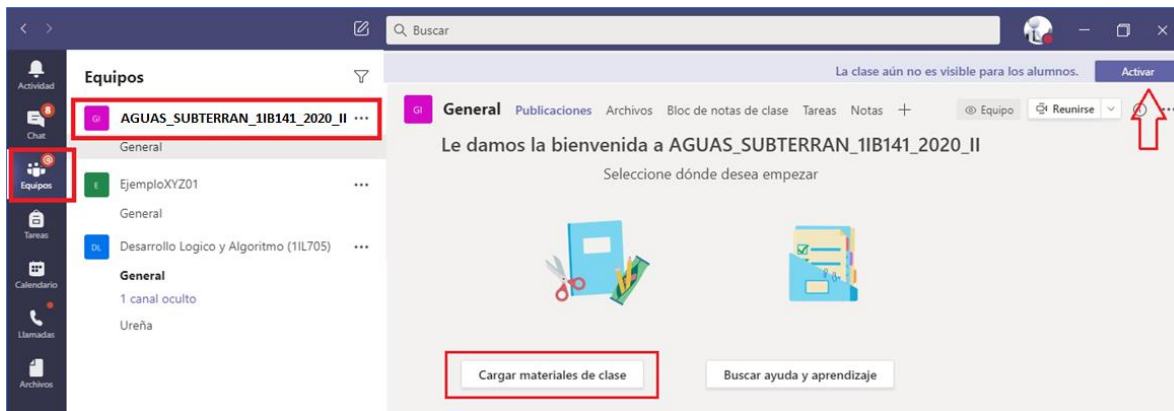 Buscar
Actividad
Chat
8
Equipos
Tareas
Calendario
Llamadas
Archivos
Equipos
GI AGUAS_SUBTERRAN_1IB141_2020_II ...
General
E EjemploXYZ01 ...
General
DL Desarrollo Logico y Algoritmo (1IL705) ...
General
1 canal oculto
Ureña
La clase aún no es visible para los alumnos. Activar
GI General Publicaciones Archivos Bloc de notas de clase Tareas Notas + Equipo Reunirse ...
Le damos la bienvenida a AGUAS_SUBTERRAN_1IB141_2020_II
Seleccione dónde desea empezar
Cargar materiales de clase Buscar ayuda y aprendizaje